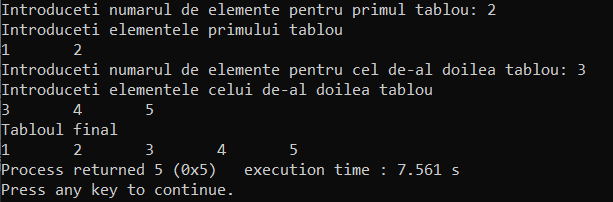 Introduceti numarul de elemente pentru primul tablou: 2
Introduceti elementele primului tablou
1 2
Introduceti numarul de elemente pentru cel de-al doilea tablou: 3
Introduceti elementele celui de-al doilea tablou
3 4 5
Tabloul final
1 2 3 4 5
Process returned 5 (0x5) execution time : 7.561 s
Press any key to continue.